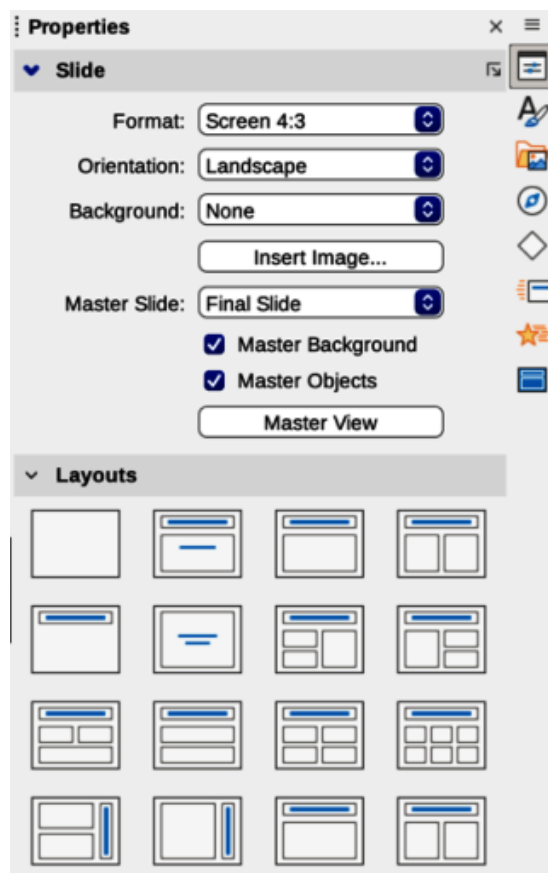 Properties
Slide
Format: Screen 4:3
Orientation: Landscape
Background: None
Insert Image...
Master Slide: Final Slide
Master Background
Master Objects
Master View
Layouts